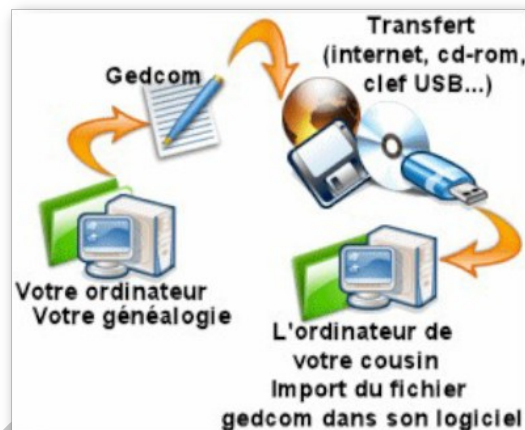 Votre ordinateur
Votre généalogie
Gedcom
Transfert
(internet, cd-rom,
clef USB...)
L'ordinateur de
votre cousin
Import du fichier
gedcom dans son logiciel